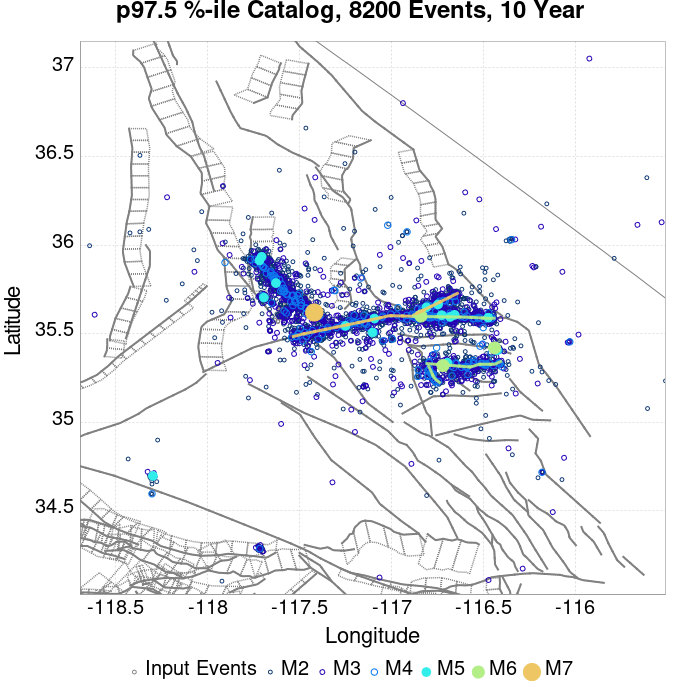 p97.5 %-ile Catalog, 8200 Events, 10 Year
37
36.5
36
35.5
35
34.5
Latitude
-118.5 -118 -117.5 -117 -116.5 -116
Longitude
Input Events M2 M3 M4 M5 M6 M7